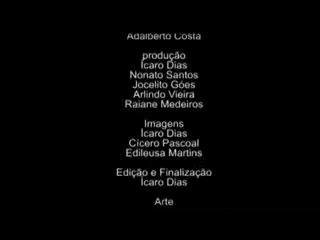 Adalberto Costa
produção
Ícaro Dias
Nonato Santos
Jocelito Góes
Arlindo Vieira
Raiane Medeiros
Imagens
Ícaro Dias
Cícero Pascoal
Edileusa Martins
Edição e Finalização
Ícaro Dias
Arte